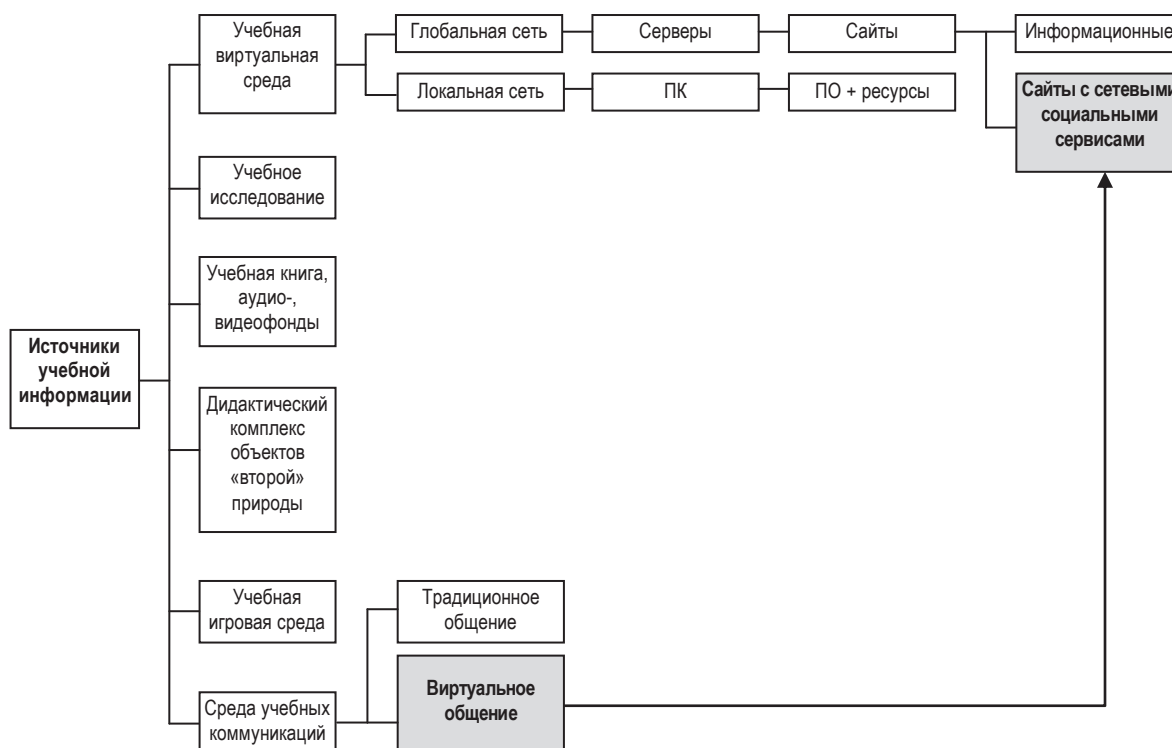 Учебная
виртуальная
среда
Глобальная сеть
Серверы
Сайты
Информационные
Локальная сеть
ПК
ПО + ресурсы
Сайты с сетевыми
социальными
сервисами
Учебное
исследование
Учебная книга,
аудио-,
видеофонды
Источники
учебной
информации
Дидактический
комплекс
объектов
«второй»
природы
Учебная
игровая среда
Традиционное
общение
Виртуальное
общение
Среда учебных
коммуникаций